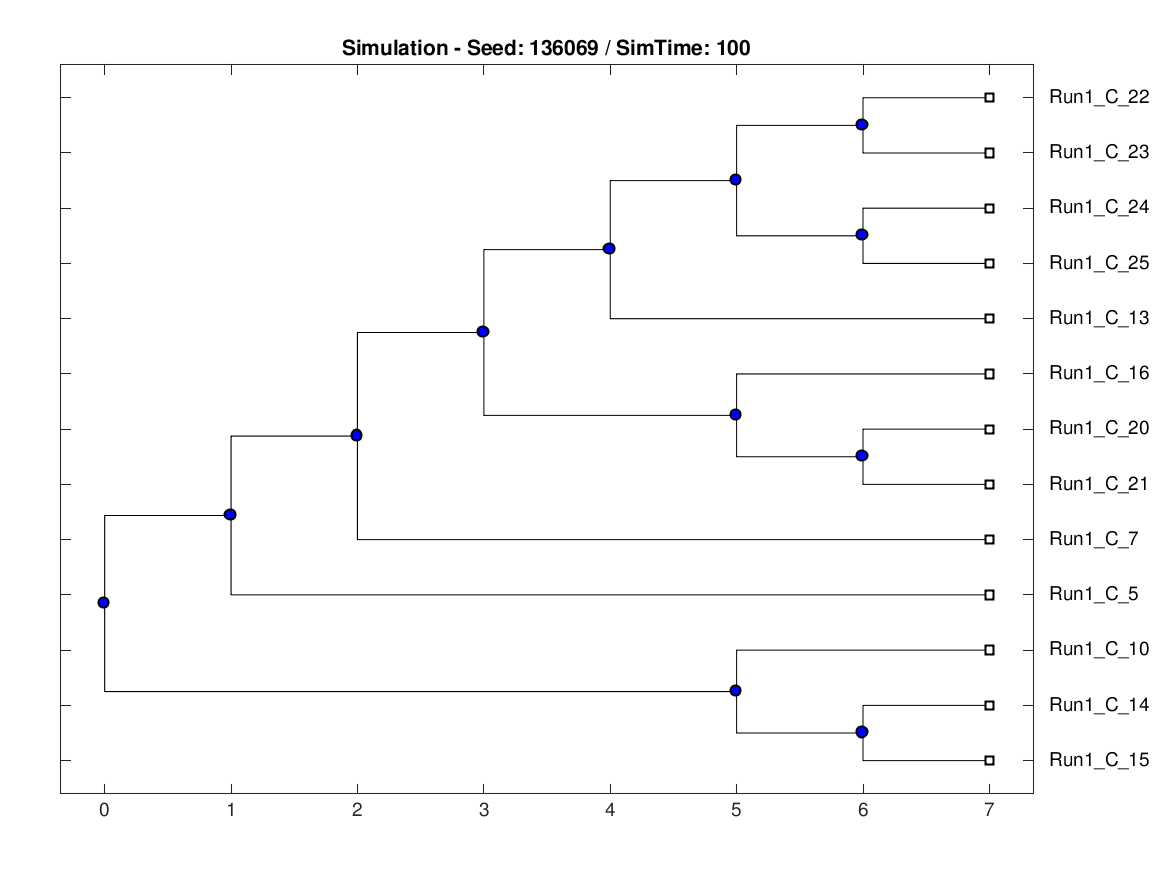 Simulation - Seed: 136069 / SimTime: 100
Run1_C_22
Run1_C_23
Run1_C_24
Run1_C_25
Run1_C_13
Run1_C_16
Run1_C_20
Run1_C_21
Run1_C_7
Run1_C_5
Run1_C_10
Run1_C_14
Run1_C_15
0 1 2 3 4 5 6 7